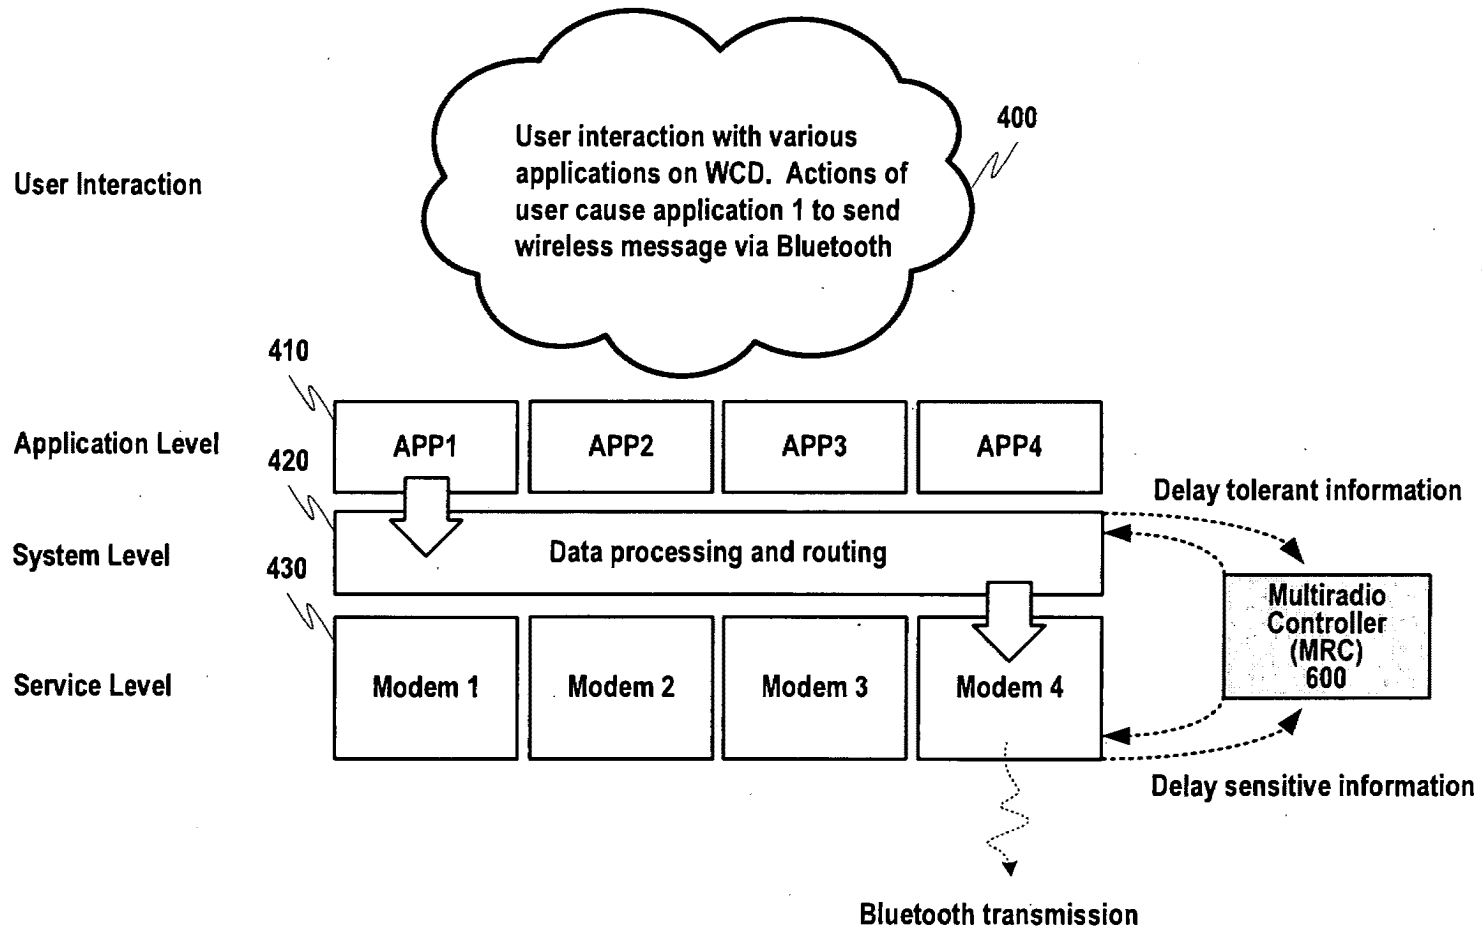 User interaction with various
applications on WCD. Actions of
user cause application 1 to send
wireless message via Bluetooth
400
User Interaction
410
Application Level
APP1
APP2
APP3
APP4
420
Delay tolerant information
System Level
Data processing and routing
430
Multiradio
Controller
(MRC)
600
Service Level
Modem 1
Modem 2
Modem 3
Modem 4
Delay sensitive information
Bluetooth transmission